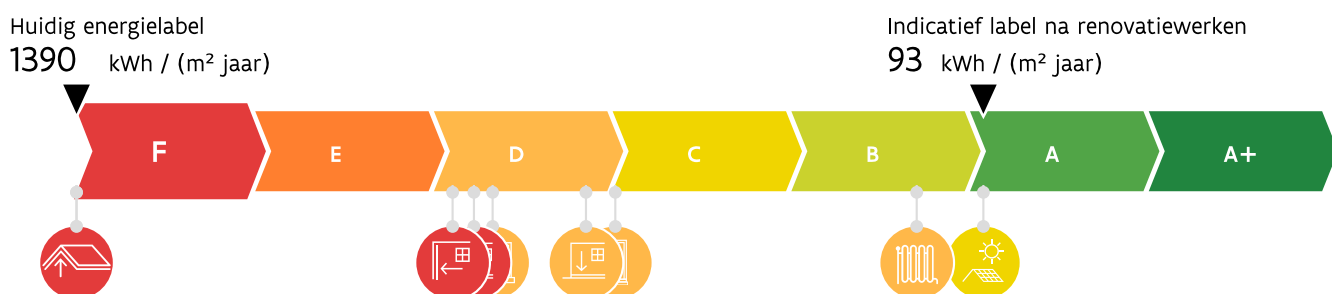 Huidig energielabel
1390 kWh / (m² jaar)
Indicatief label na renovatiewerken
93 kWh / (m² jaar)
F E D C B A A+